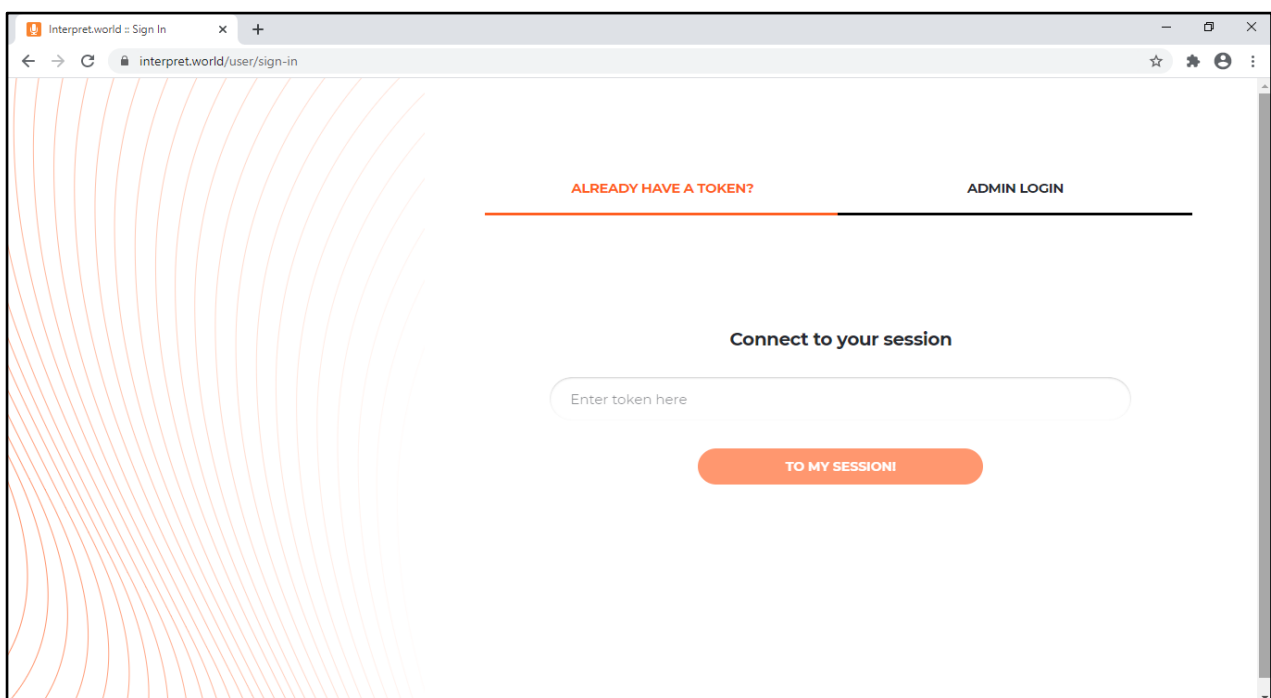 Interpret.world :: Sign In
interpret.world/user/sign-in
ALREADY HAVE A TOKEN?
ADMIN LOGIN
Connect to your session
Enter token here
TO MY SESSION!